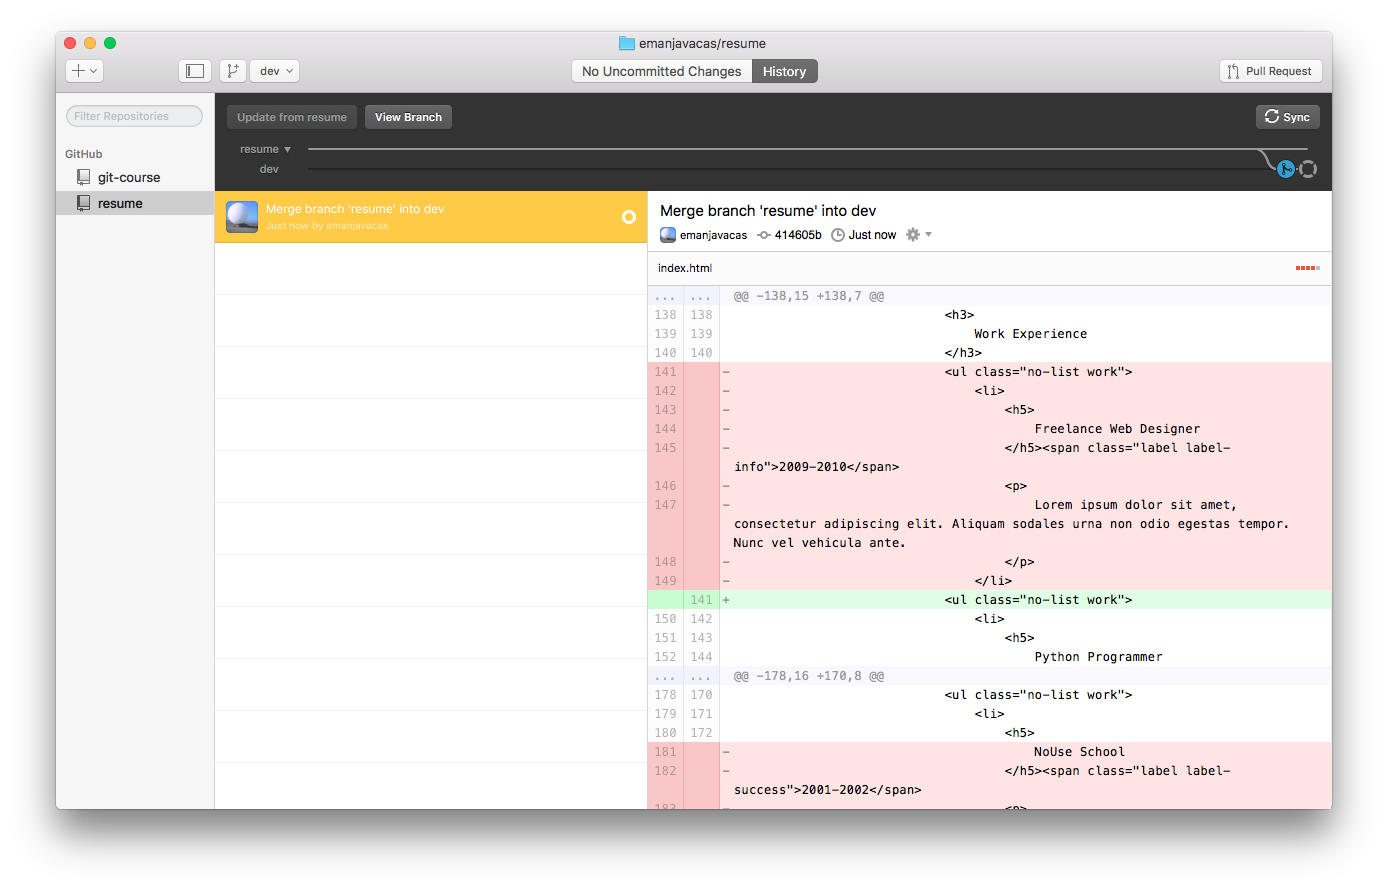 emanjavacas/resume
dev
No Uncommitted Changes
History
Pull Request
Filter Repositories
GitHub
git-course
resume
Update from resume
View Branch
Sync
resume
dev
Merge branch 'resume' into dev
Just now by emanjavacas
Merge branch 'resume' into dev
emanjavacas 414605b Just now
index.html
... ... @@ -138,15 +138,7 @@
138 138 <h3>
139 139 Work Experience
140 140 </h3>
141 - <ul class="no-list work">
142 - <li>
143 - <h5>
144 - Freelance Web Designer
145 - </h5><span class="label label-
info">2009-2010</span>
146 - <p>
147 - Lorem ipsum dolor sit amet,
consectetur adipiscing elit. Aliquam sodales urna non odio egestas tempor.
Nunc vel vehicula ante.
148 - </p>
149 - </li>
141 + <ul class="no-list work">
150 142 <li>
151 143 <h5>
152 144 Python Programmer
... ... @@ -178,16 +170,8 @@
178 170 <ul class="no-list work">
179 171 <li>
180 172 <h5>
181 - NoUse School
182 - </h5><span class="label label-
success">2001-2002</span>
183 - <p>